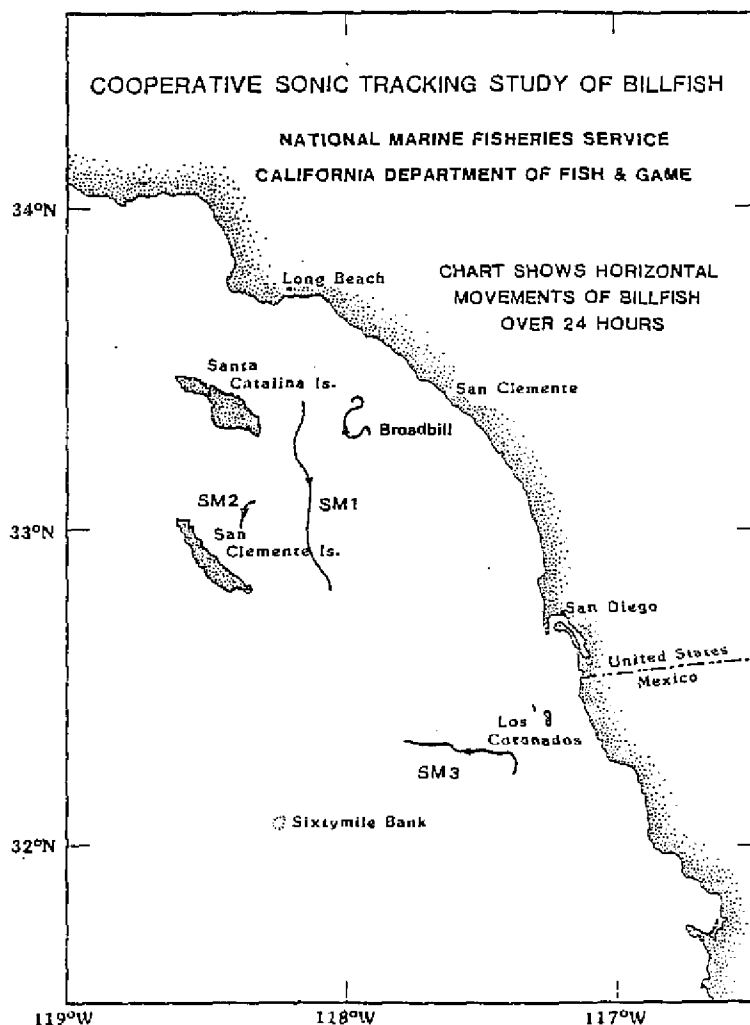 COOPERATIVE SONIC TRACKING STUDY OF BILLFISH
NATIONAL MARINE FISHERIES SERVICE
CALIFORNIA DEPARTMENT OF FISH & GAME
34°N
Long Beach
CHART SHOWS HORIZONTAL
MOVEMENTS OF BILLFISH
OVER 24 HOURS
Santa
Catalina Is.
San Clemente
Broadbill
SM2
SM1
33°N
San
Clemente Is.
San Diego
United States
Mexico
Los
Coronados
SM3
Sixtymile Bank
32°N
119°W
118°W
117°W